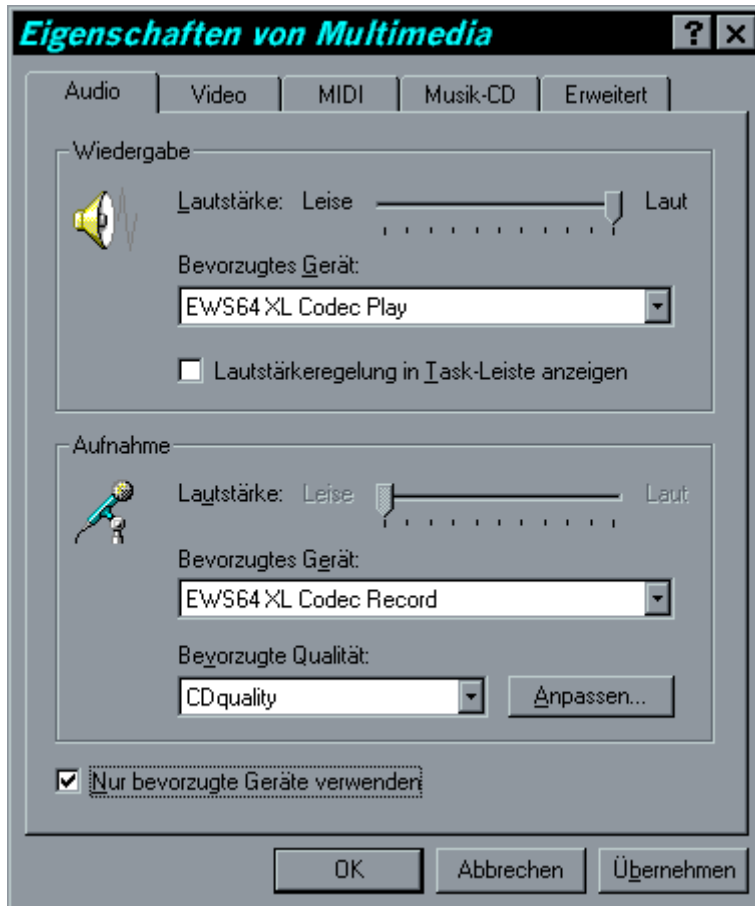 Eigenschaften von Multimedia
Audio Video MIDI Musik-CD Erweitert
Wiedergabe
Lautstärke: Leise Laut
Bevorzugtes Gerät:
EWS64 XL Codec Play
Lautstärkeregelung in Task-Leiste anzeigen
Aufnahme
Lautstärke: Leise Laut
Bevorzugtes Gerät:
EWS64 XL Codec Record
Bevorzugte Qualität:
CDquality Anpassen...
Nur bevorzugte Geräte verwenden
OK Abbrechen Übernehmen